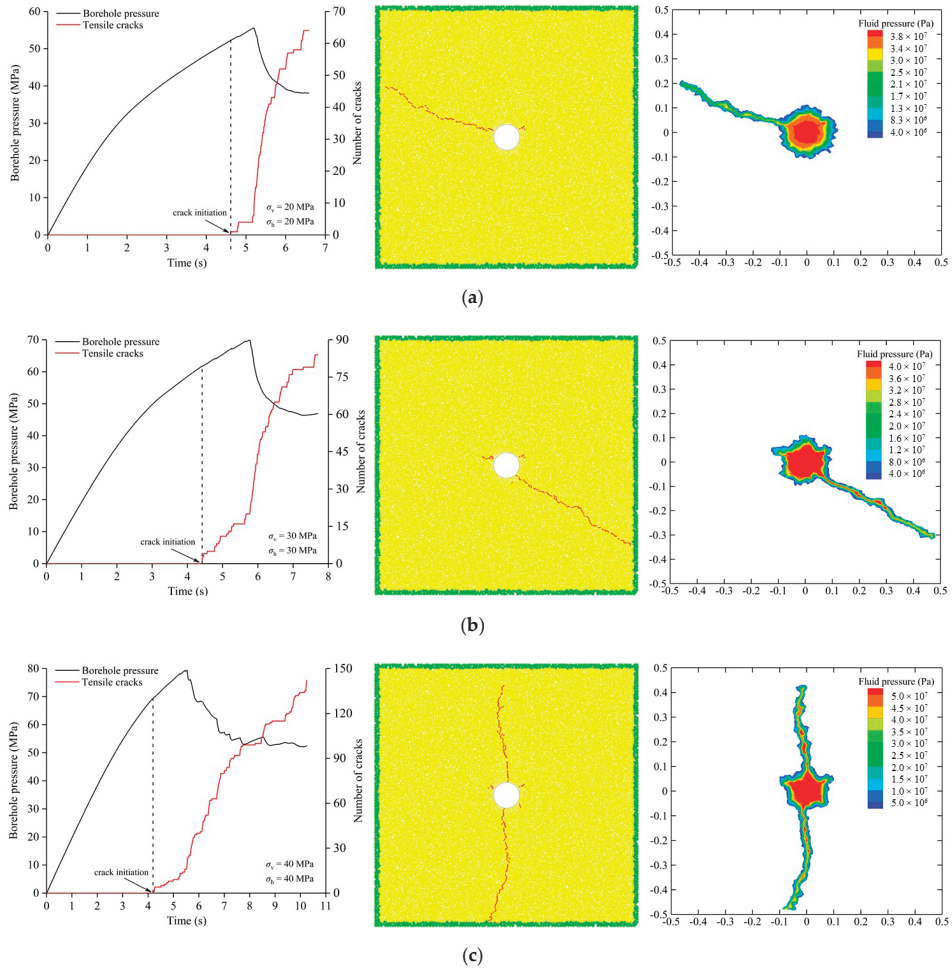 Borehole pressure
Tensile cracks
Borehole pressure (MPa)
60
50
40
30
20
10
0
0 1 2 3 4 5 6 7
Time (s)
Number of cracks
70
60
50
40
30
20
10
0
crack initiation
σv = 20 MPa
σh = 20 MPa
Fluid pressure (Pa)
3.8 × 10⁷
3.4 × 10⁷
3.0 × 10⁷
2.5 × 10⁷
2.1 × 10⁷
1.7 × 10⁷
1.3 × 10⁷
8.3 × 10⁶
4.0 × 10⁶
0.5
0.4
0.3
0.2
0.1
0
-0.1
-0.2
-0.3
-0.4
-0.5
-0.5 -0.4 -0.3 -0.2 -0.1 0 0.1 0.2 0.3 0.4 0.5
(a)
Borehole pressure
Tensile cracks
Borehole pressure (MPa)
70
60
50
40
30
20
10
0
0 1 2 3 4 5 6 7 8
Time (s)
Number of cracks
90
75
60
45
30
15
0
crack initiation
σv = 30 MPa
σh = 30 MPa
Fluid pressure (Pa)
4.0 × 10⁷
3.6 × 10⁷
3.2 × 10⁷
2.8 × 10⁷
2.4 × 10⁷
2.0 × 10⁷
1.6 × 10⁷
1.2 × 10⁷
8.0 × 10⁶
4.0 × 10⁶
0.5
0.4
0.3
0.2
0.1
0
-0.1
-0.2
-0.3
-0.4
-0.5
-0.5 -0.4 -0.3 -0.2 -0.1 0 0.1 0.2 0.3 0.4 0.5
(b)
Borehole pressure
Tensile cracks
Borehole pressure (MPa)
80
70
60
50
40
30
20
10
0
0 1 2 3 4 5 6 7 8 9 10 11
Time (s)
Number of cracks
150
120
90
60
30
0
crack initiation
σv = 40 MPa
σh = 40 MPa
Fluid pressure (Pa)
5.0 × 10⁷
4.5 × 10⁷
4.0 × 10⁷
3.5 × 10⁷
3.0 × 10⁷
2.5 × 10⁷
2.0 × 10⁷
1.5 × 10⁷
1.0 × 10⁷
5.0 × 10⁶
0.5
0.4
0.3
0.2
0.1
0
-0.1
-0.2
-0.3
-0.4
-0.5
-0.5 -0.4 -0.3 -0.2 -0.1 0 0.1 0.2 0.3 0.4 0.5
(c)